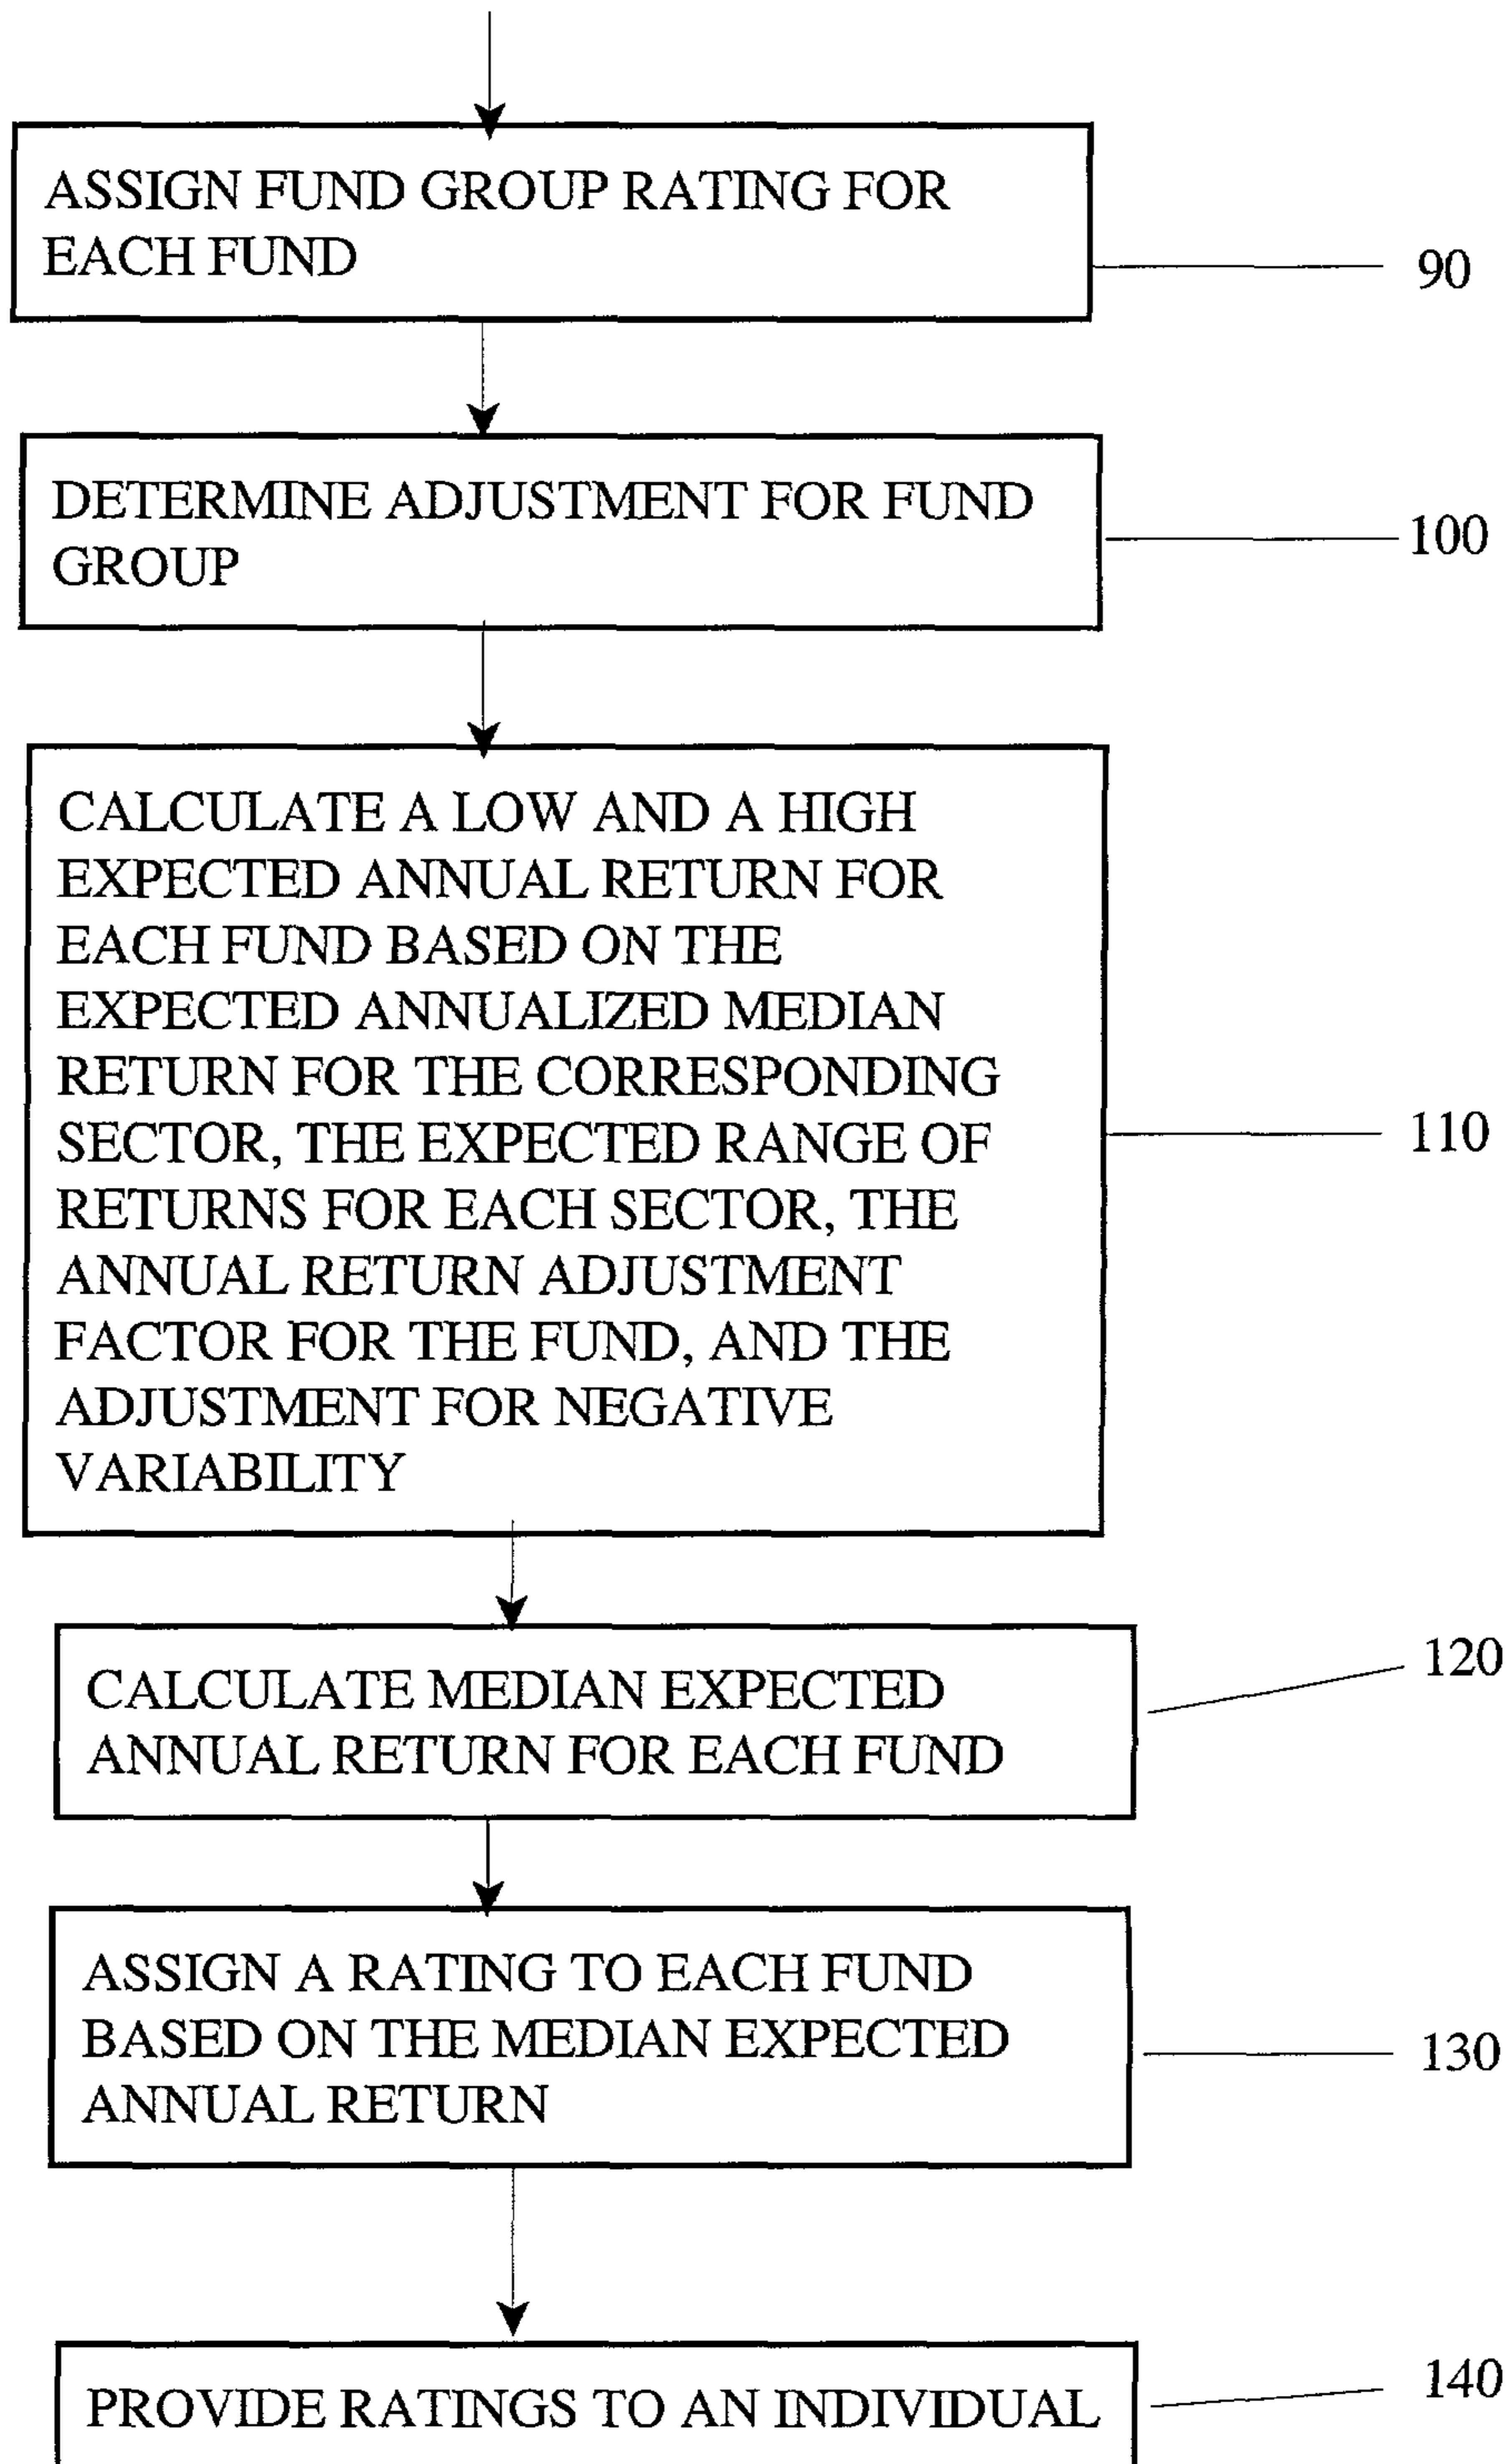 ASSIGN FUND GROUP RATING FOR
EACH FUND
90
DETERMINE ADJUSTMENT FOR FUND
GROUP
100
CALCULATE A LOW AND A HIGH
EXPECTED ANNUAL RETURN FOR
EACH FUND BASED ON THE
EXPECTED ANNUALIZED MEDIAN
RETURN FOR THE CORRESPONDING
SECTOR, THE EXPECTED RANGE OF
RETURNS FOR EACH SECTOR, THE
ANNUAL RETURN ADJUSTMENT
FACTOR FOR THE FUND, AND THE
ADJUSTMENT FOR NEGATIVE
VARIABILITY
110
CALCULATE MEDIAN EXPECTED
ANNUAL RETURN FOR EACH FUND
120
ASSIGN A RATING TO EACH FUND
BASED ON THE MEDIAN EXPECTED
ANNUAL RETURN
130
PROVIDE RATINGS TO AN INDIVIDUAL
140